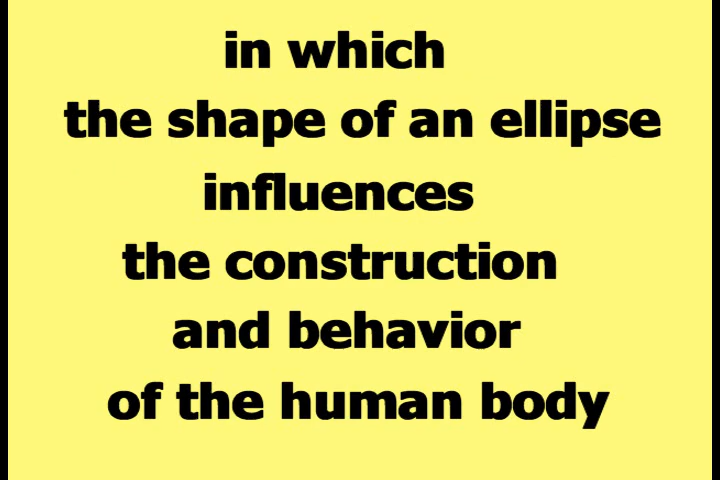 in which
the shape of an ellipse
influences
the construction
and behavior
of the human body